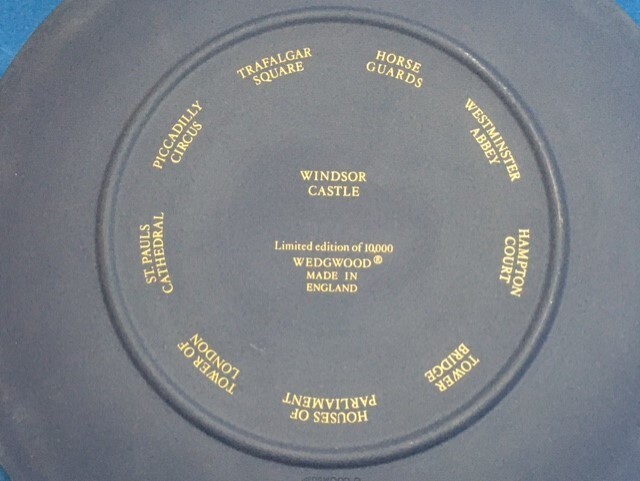 TRAFALGAR
SQUARE
HORSE
GUARDS
WESTMINSTER
ABBEY
HAMPTON
COURT
TOWER
BRIDGE
HOUSES OF
PARLIAMENT
TOWER OF
LONDON
ST. PAULS
CATHEDRAL
PICCADILLY
CIRCUS
WINDSOR
CASTLE
Limited edition of 10,000
WEDGWOOD®
MADE IN
ENGLAND